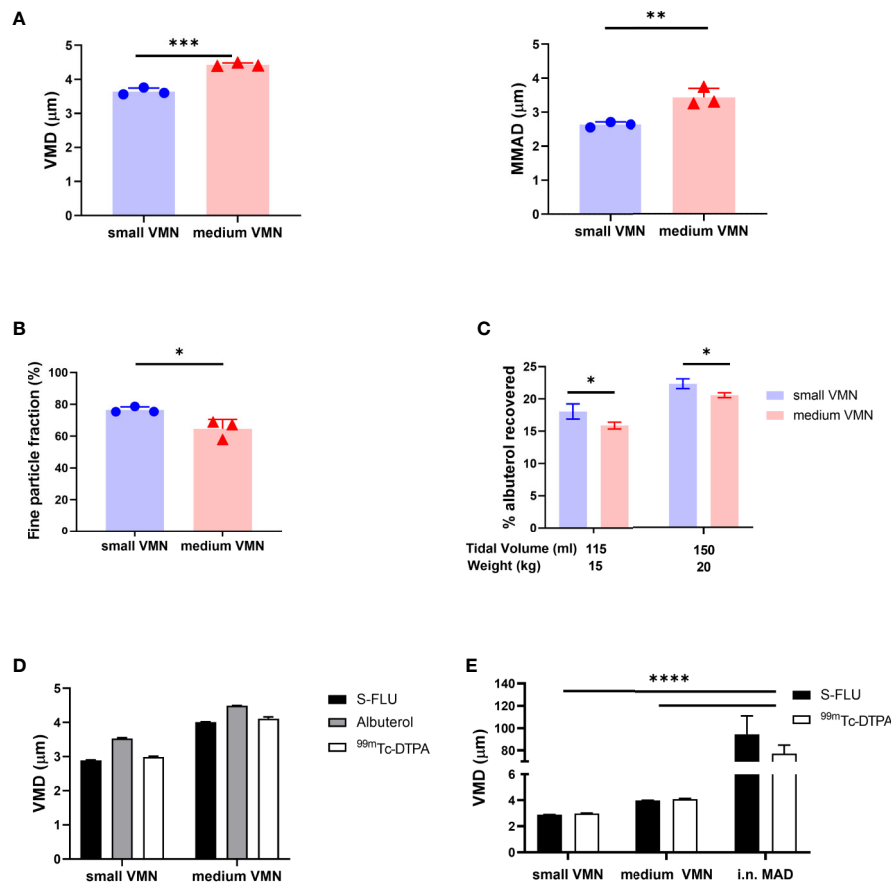 A
***
VMD (μm)
5
4
3
2
1
0
small VMN medium VMN
**
MMAD (μm)
5
4
3
2
1
0
small VMN medium VMN
B
*
Fine particle fraction (%)
100
80
60
40
20
0
small VMN medium VMN
C
*
*
% albuterol recovered
25
20
15
10
5
0
small VMN
medium VMN
Tidal Volume (ml) 115 150
Weight (kg) 15 20
D
VMD (μm)
5
4
3
2
1
0
small VMN medium VMN
S-FLU
Albuterol
99mTc-DTPA
E
****
VMD (μm)
140
120
100
80
6
4
2
0
small VMN medium VMN i.n. MAD
S-FLU
99mTc-DTPA